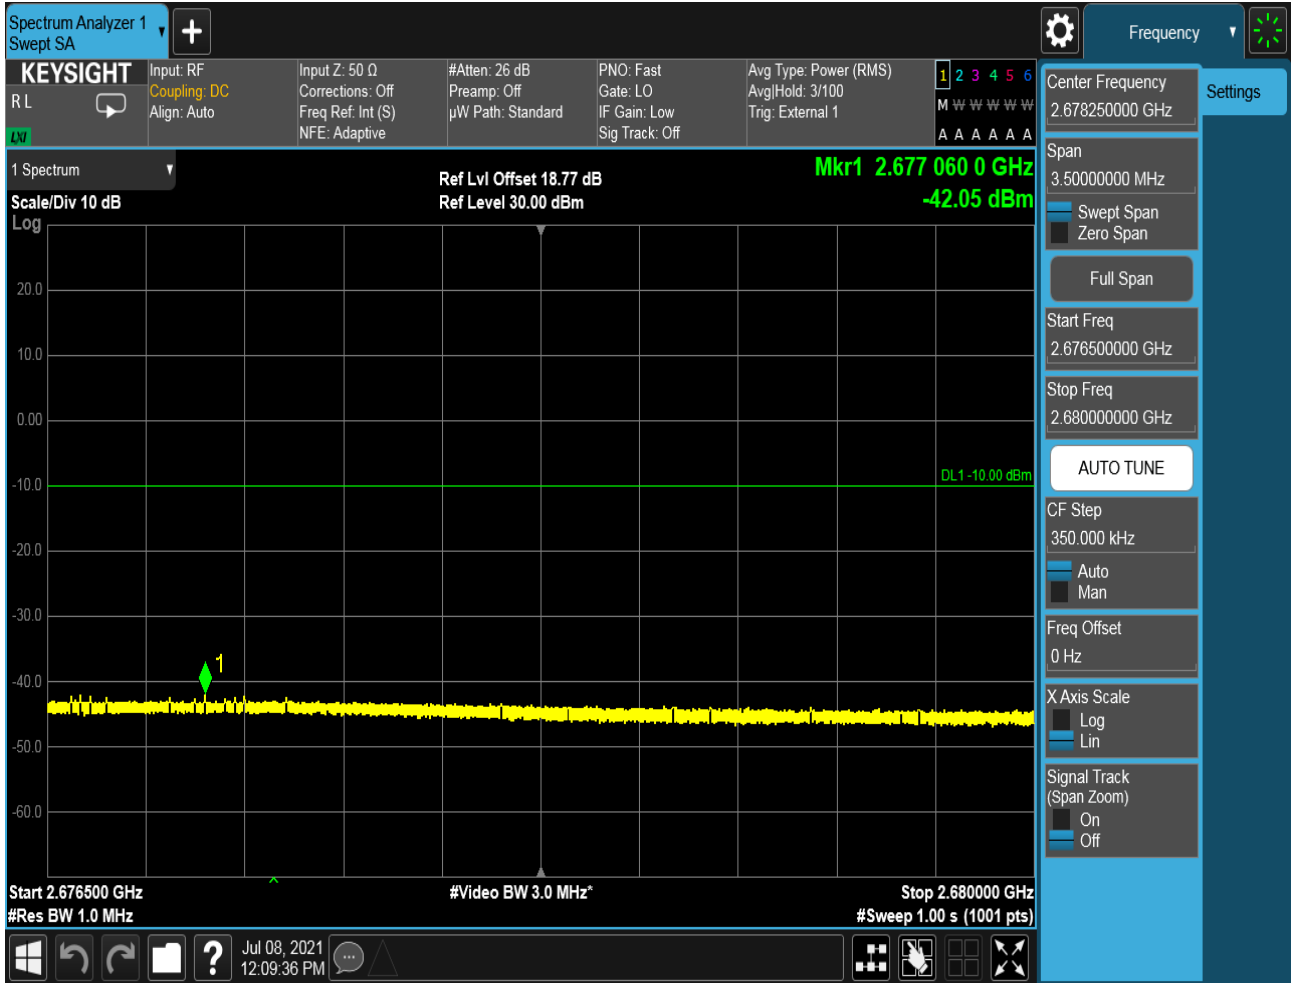 Spectrum Analyzer 1
Swept SA
Frequency
KEYSIGHT
R L
LXI
Input: RF
Coupling: DC
Align: Auto
Input Z: 50 Ω
Corrections: Off
Freq Ref: Int (S)
NFE: Adaptive
#Atten: 26 dB
Preamp: Off
µW Path: Standard
PNO: Fast
Gate: LO
IF Gain: Low
Sig Track: Off
Avg Type: Power (RMS)
Avg|Hold: 3/100
Trig: External 1
1 2 3 4 5 6
M W W W W W
A A A A A A
1 Spectrum
Scale/Div 10 dB
Log
Ref Lvl Offset 18.77 dB
Ref Level 30.00 dBm
Mkr1 2.677 060 0 GHz
-42.05 dBm
20.0
10.0
0.00
-10.0
-20.0
-30.0
-40.0
-50.0
-60.0
DL1 -10.00 dBm
1
Start 2.676500 GHz
#Res BW 1.0 MHz
#Video BW 3.0 MHz*
Stop 2.680000 GHz
#Sweep 1.00 s (1001 pts)
Center Frequency
2.678250000 GHz
Span
3.50000000 MHz
Swept Span
Zero Span
Full Span
Start Freq
2.676500000 GHz
Stop Freq
2.680000000 GHz
AUTO TUNE
CF Step
350.000 kHz
Auto
Man
Freq Offset
0 Hz
X Axis Scale
Log
Lin
Signal Track
(Span Zoom)
On
Off
Settings
?
Jul 08, 2021
12:09:36 PM